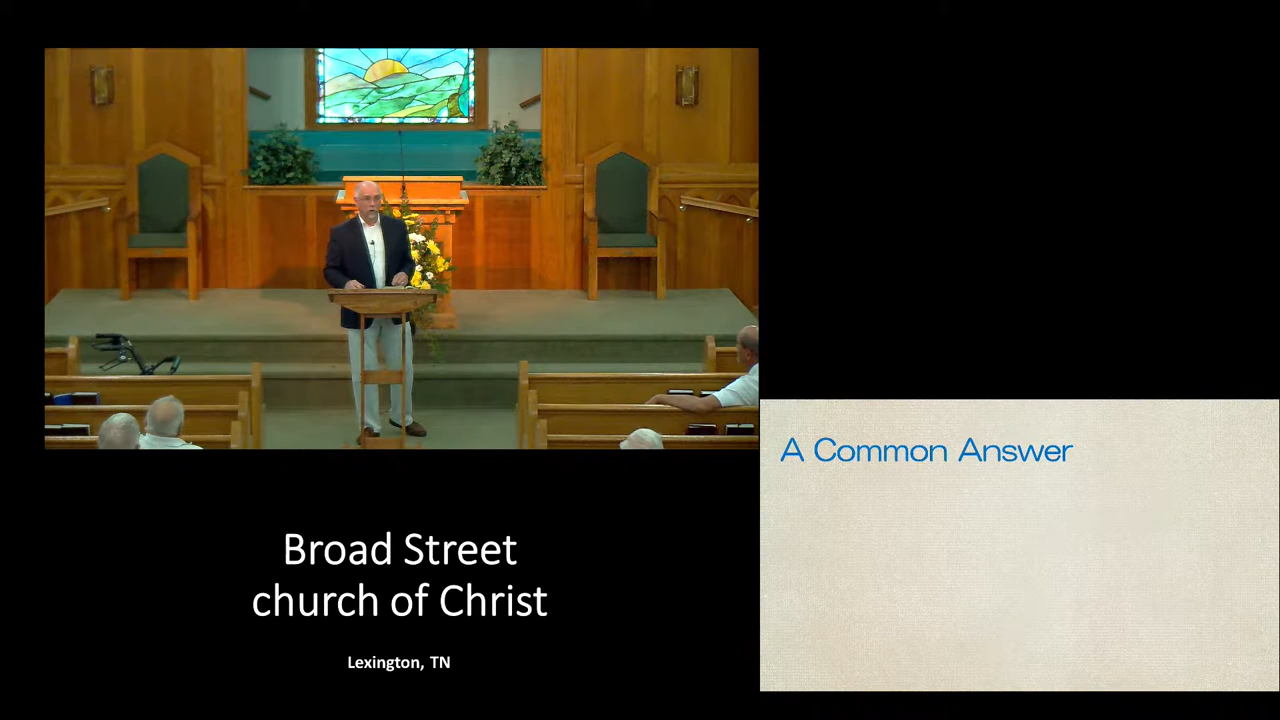 A Common Answer
Broad Street
church of Christ
Lexington, TN